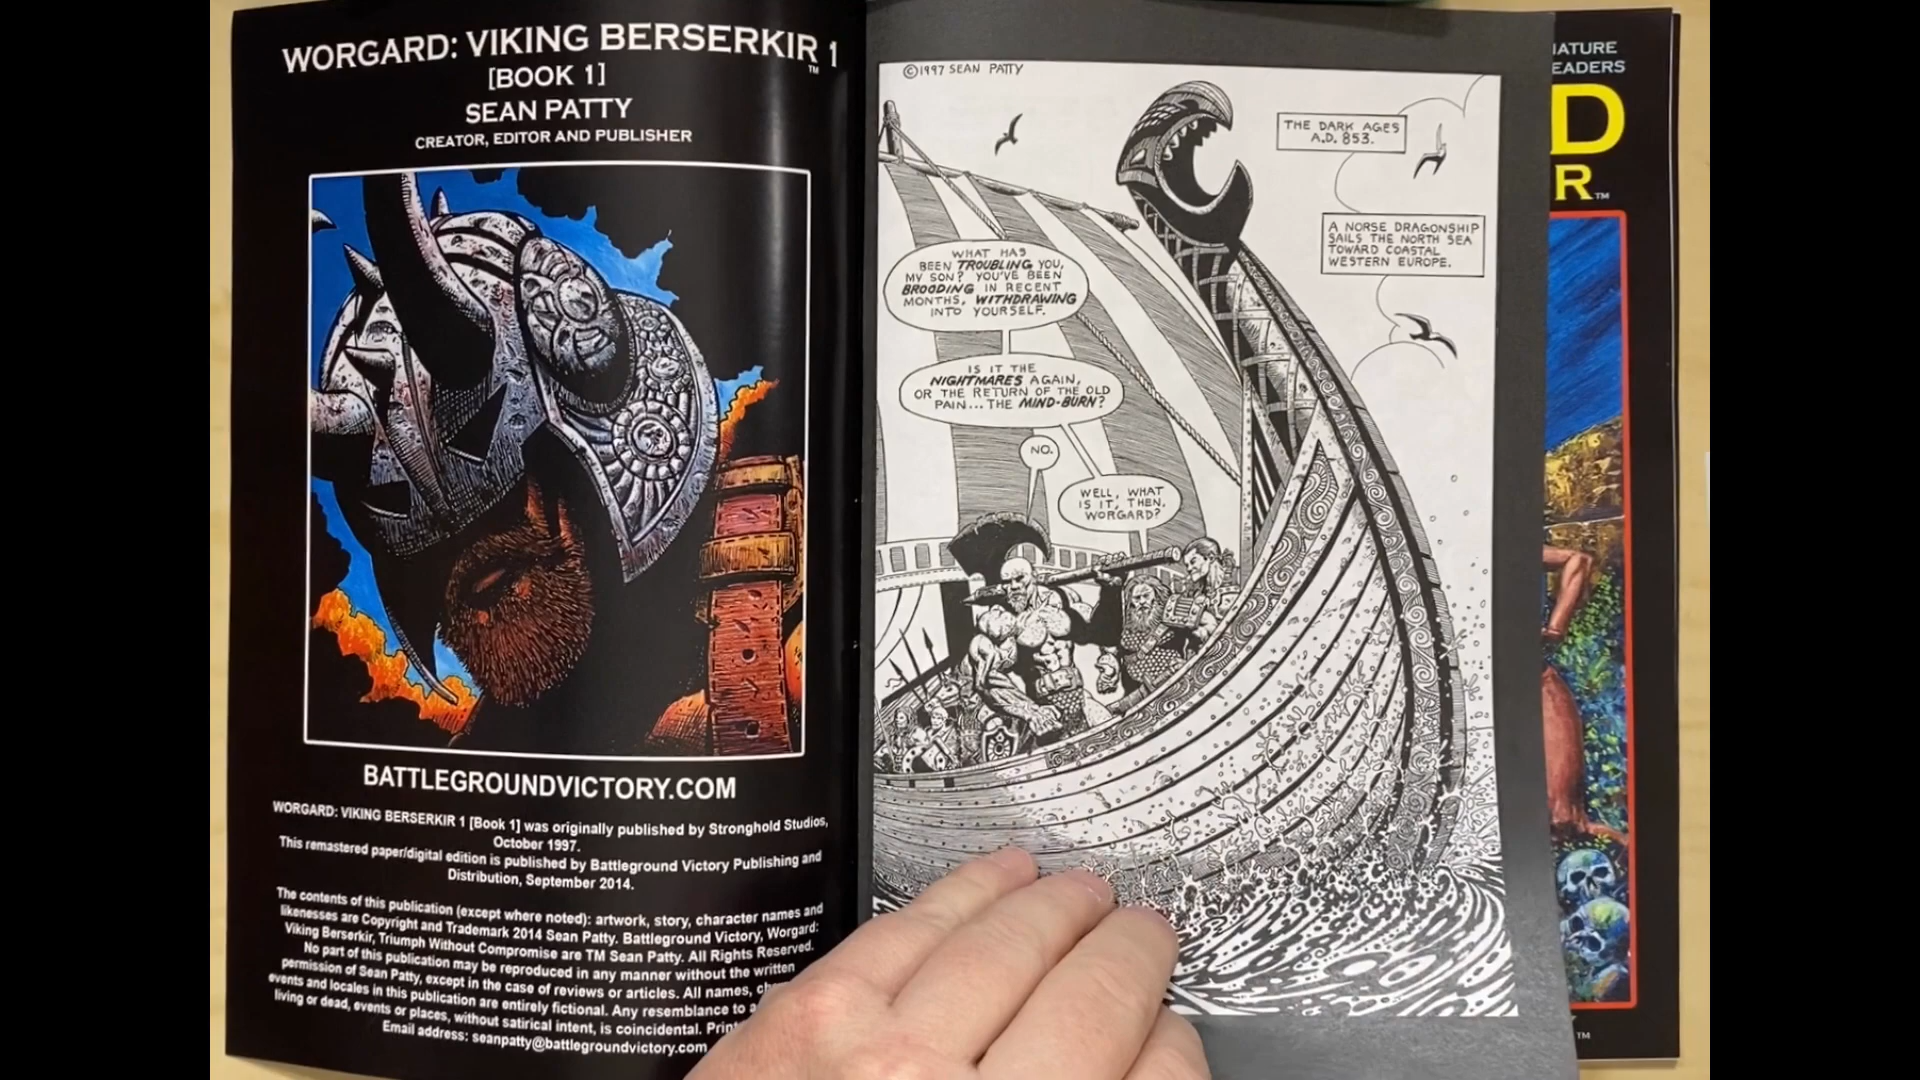 WORGARD: VIKING BERSERKIR 1
™
[BOOK 1]
SEAN PATTY
CREATOR, EDITOR AND PUBLISHER
BATTLEGROUNDVICTORY.COM
WORGARD: VIKING BERSERKIR 1 [Book 1] was originally published by Stronghold Studios,
October 1997.
This remastered paper/digital edition is published by Battleground Victory Publishing and
Distribution, September 2014.
The contents of this publication (except where noted): artwork, story, character names and
likenesses are Copyright and Trademark 2014 Sean Patty. Battleground Victory, Worgard:
Viking Berserkir, Triumph Without Compromise are TM Sean Patty. All Rights Reserved.
No part of this publication may be reproduced in any manner without the written
permission of Sean Patty, except in the case of reviews or articles. All names,
events and locales in this publication are entirely fictional. Any resemblance to
living or dead, events or places, without satirical intent, is coincidental.
Email address: seanpatty@battlegroundvictory.com
©1997 SEAN PATTY
THE DARK AGES
A.D. 853.
A NORSE DRAGONSHIP
SAILS THE NORTH SEA
TOWARD COASTAL
WESTERN EUROPE.
WHAT HAS
BEEN TROUBLING YOU,
MY SON? YOU'VE BEEN
BROODING IN RECENT
MONTHS, WITHDRAWING
INTO YOURSELF.
IS IT THE
NIGHTMARES AGAIN,
OR THE RETURN OF THE OLD
PAIN...THE MIND-BURN?
NO.
WELL, WHAT
IS IT, THEN,
WORGARD?
ATURE
EADERS
D
R™
™